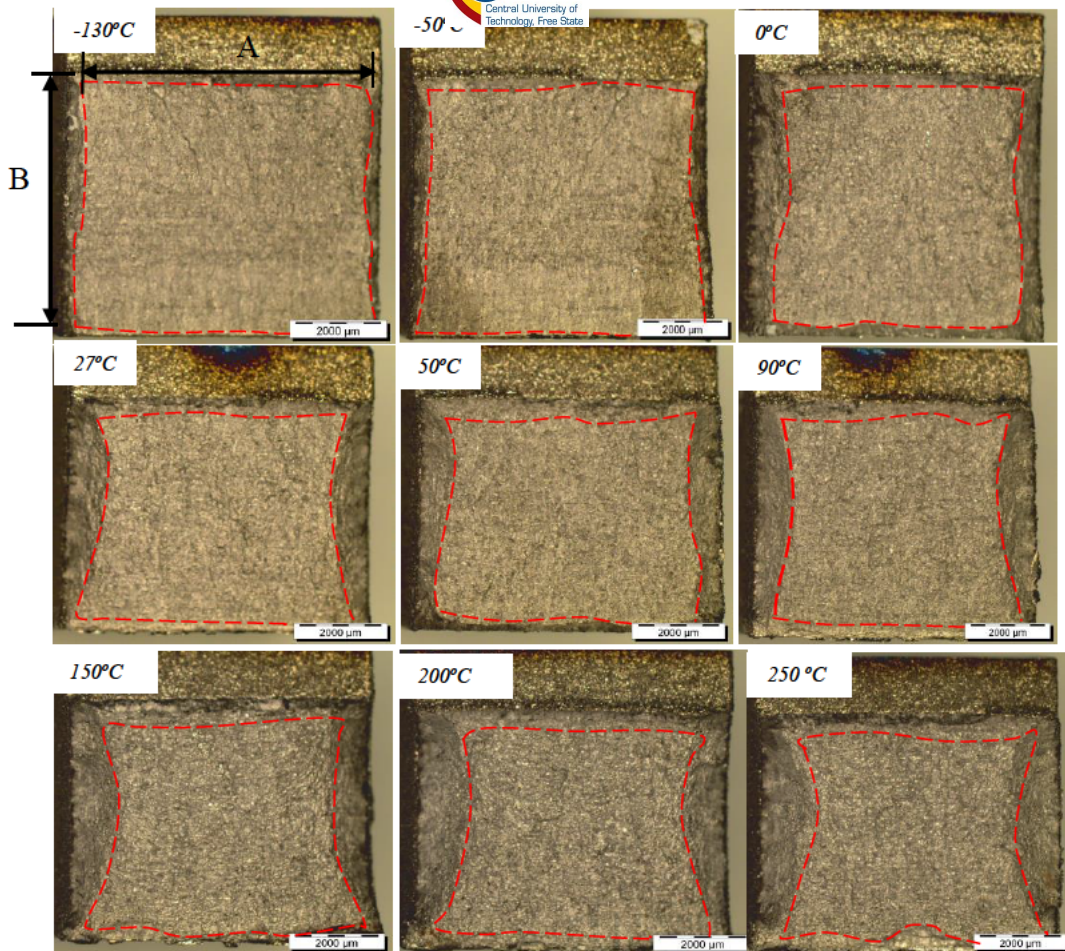 Central University of
Technology, Free State
-130°C
-50°C
0°C
A
B
2000 µm
2000 µm
2000 µm
27°C
50°C
90°C
2000 µm
2000 µm
2000 µm
150°C
200°C
250 °C
2000 µm
2000 µm
2000 µm